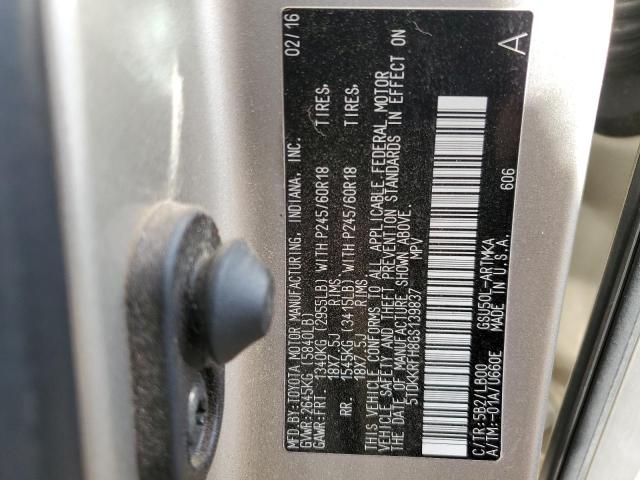 MFD.BY:TOYOTA MOTOR MANUFACTURING, INDIANA, INC. 02/16
GVWR:2645KG (5840LB)
GAWR:FRT. 1340KG (2955LB) WITH P245/60R18 TIRES,
18X7.5J RIMS
RR. 1545KG (3415LB) WITH P245/60R18 TIRES,
18X7.5J RIMS
THIS VEHICLE CONFORMS TO ALL APPLICABLE FEDERAL MOTOR
VEHICLE SAFETY AND THEFT PREVENTION STANDARDS IN EFFECT ON
THE DATE OF MANUFACTURE SHOWN ABOVE.
5TDKKRFH8GS139837 MPV
C/TR:5B2/LB00 GSU50L-ARTMKA 606
A/TM:-01A/U660E MADE IN U.S.A. A